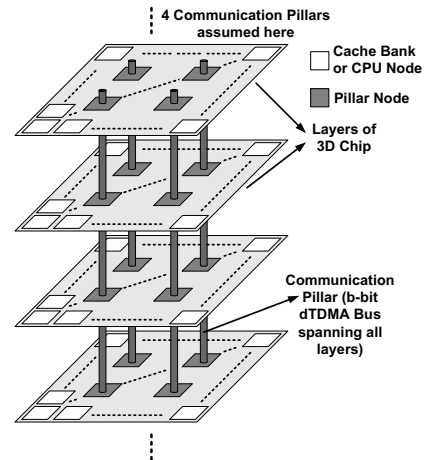 4 Communication Pillars
assumed here
Cache Bank
or CPU Node
Pillar Node
Layers of
3D Chip
Communication
Pillar (b-bit
dTDMA Bus
spanning all
layers)